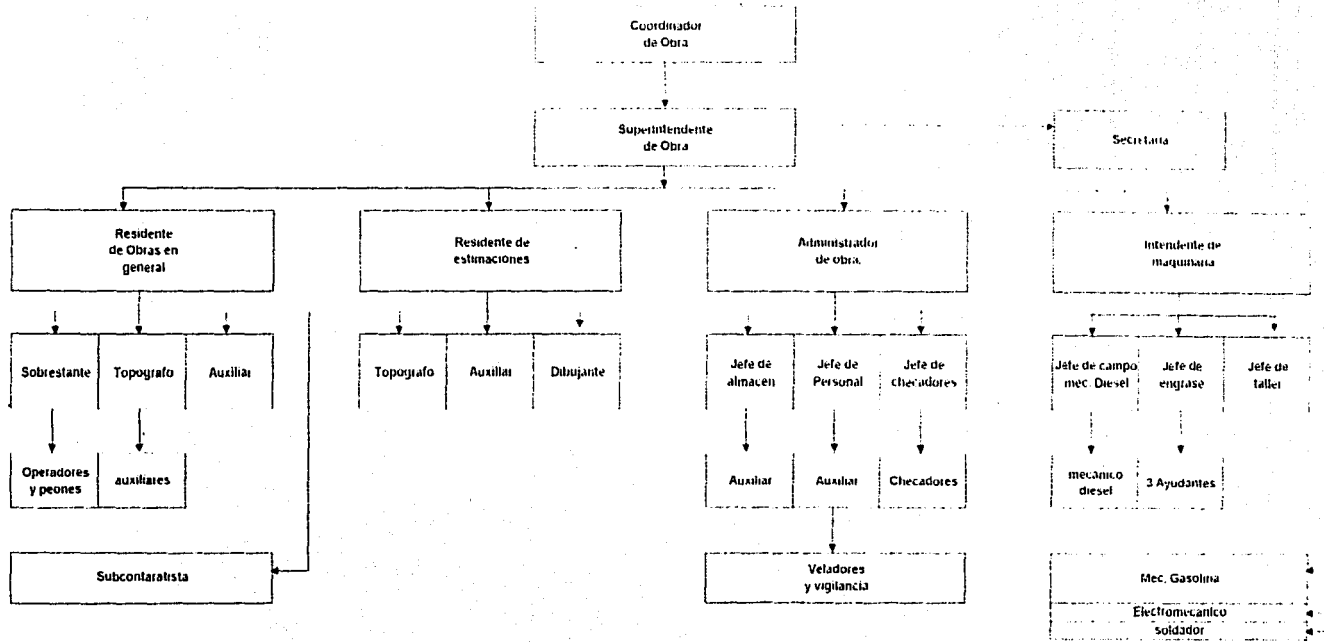 Coordinador
de Obra
Superintendente
de Obra
Secretaria
Residente
de Obras en
general
Residente de
estimaciones
Administrador
de obra.
Intendente de
maquinaria
Sobrestante
Topografo
Auxiliar
Topografo
Auxiliar
Dibujante
Jefe de
almacen
Jefe de
Personal
Jefe de
checadores
Jefe de campo
mec. Diesel
Jefe de
engrase
Jefe de
taller
Operadores
y peones
auxiliares
Auxiliar
Auxiliar
Checadores
mecánico
diesel
3 Ayudantes
Subcontaratista
Veladores
y vigilancia
Mec. Gasolina
Electromecanico
soldador